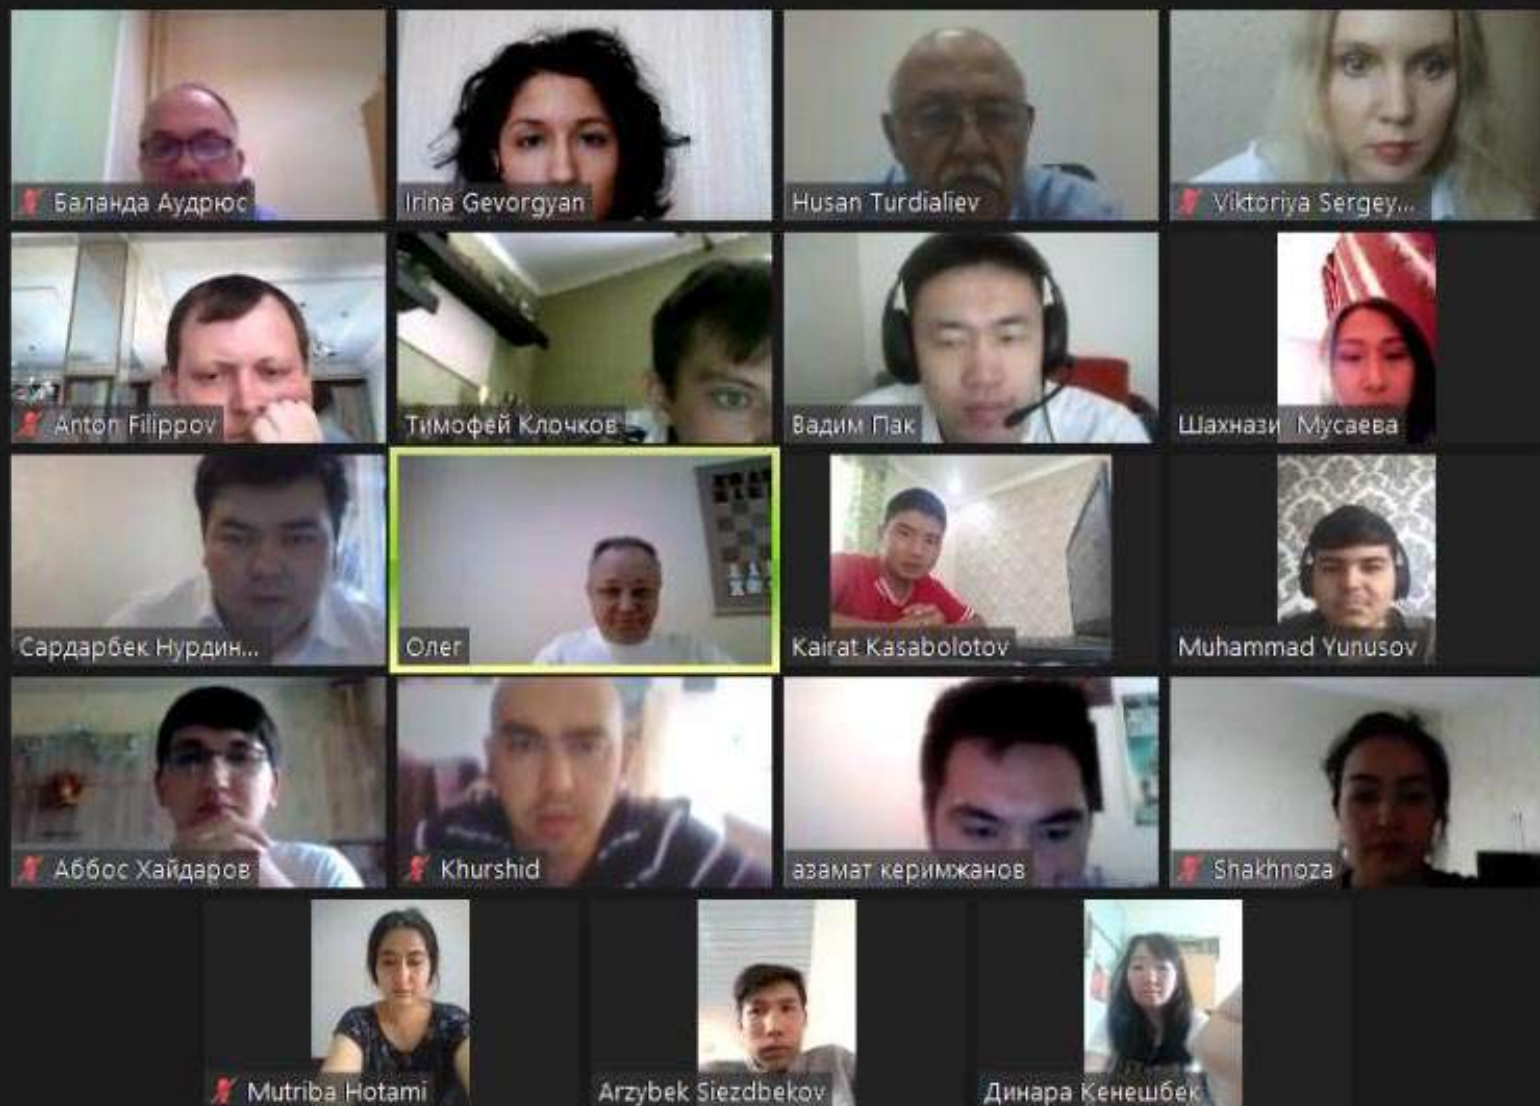 Баланда Аудрюс
Irina Gevorgyan
Husan Turdialiev
Viktoriya Sergey...
Anton Filippov
Тимофей Клочков
Вадим Пак
Шахнази Мусаева
Сардарбек Нурдин...
Олег
Kairat Kasabolotov
Muhammad Yunusov
Аббос Хайдаров
Khurshid
азамат керимжанов
Shakhnoza
Mutriba Hotami
Arzybek Siezdbekov
Динара Кенешбек